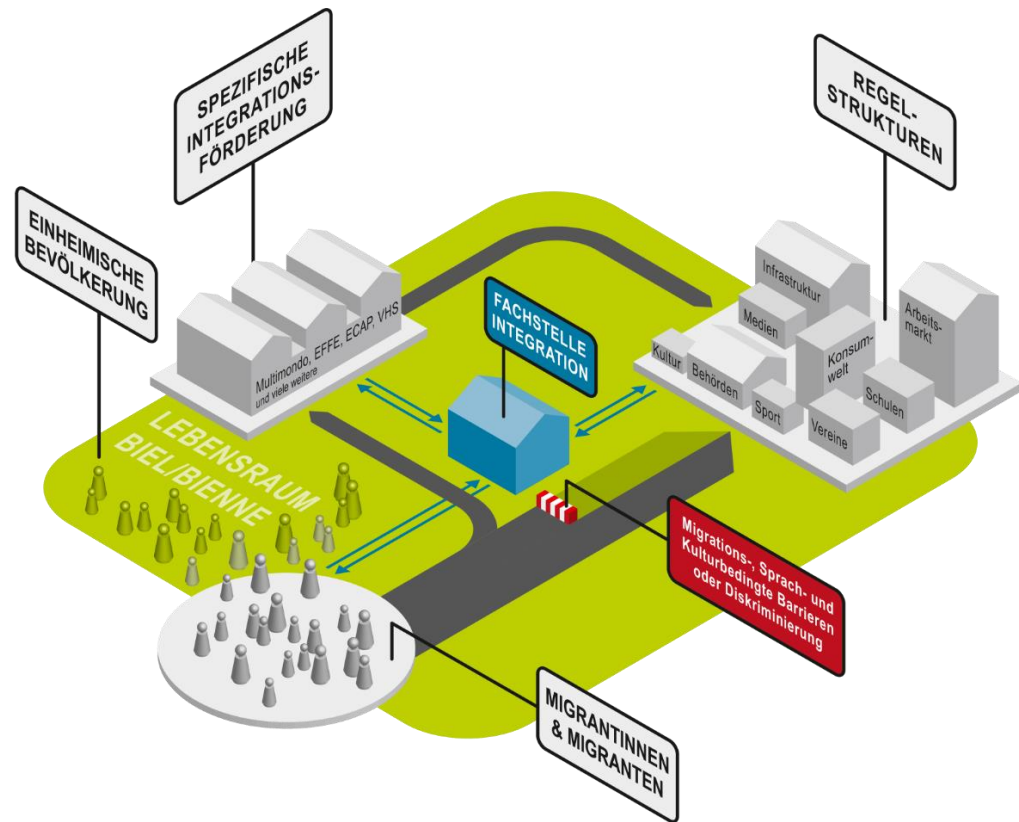 SPEZIFISCHE
INTEGRATIONS-
FÖRDERUNG
REGEL-
STRUKTUREN
EINHEIMISCHE
BEVÖLKERUNG
Multimondo, EFFE, ECAP, VHS
und viele weitere
FACHSTELLE
INTEGRATION
Infrastruktur
Medien
Arbeits-
markt
Kultur
Behörden
Konsum-
welt
Sport
Schulen
Vereine
LEBENSRAUM
BIEL/BIENNE
Migrations-, Sprach- und
Kulturbedingte Barrieren
oder Diskriminierung
MIGRANTINNEN
& MIGRANTEN